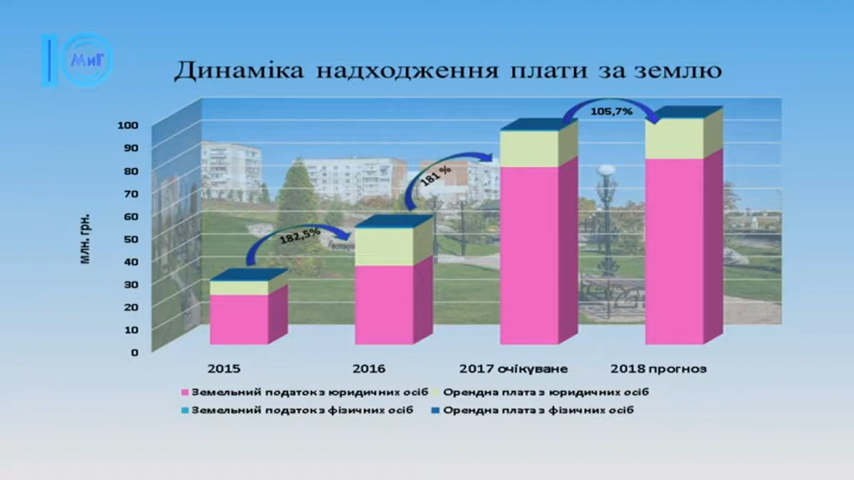 МиГ
Динаміка надходження плати за землю
105,7%
181 %
182,5%
млн. грн.
100
90
80
70
60
50
40
30
20
10
0
2015 2016 2017 очікуване 2018 прогноз
Земельний податок з юридичних осіб Орендна плата з юридичних осіб
Земельний податок з фізичних осіб Орендна плата з фізичних осіб